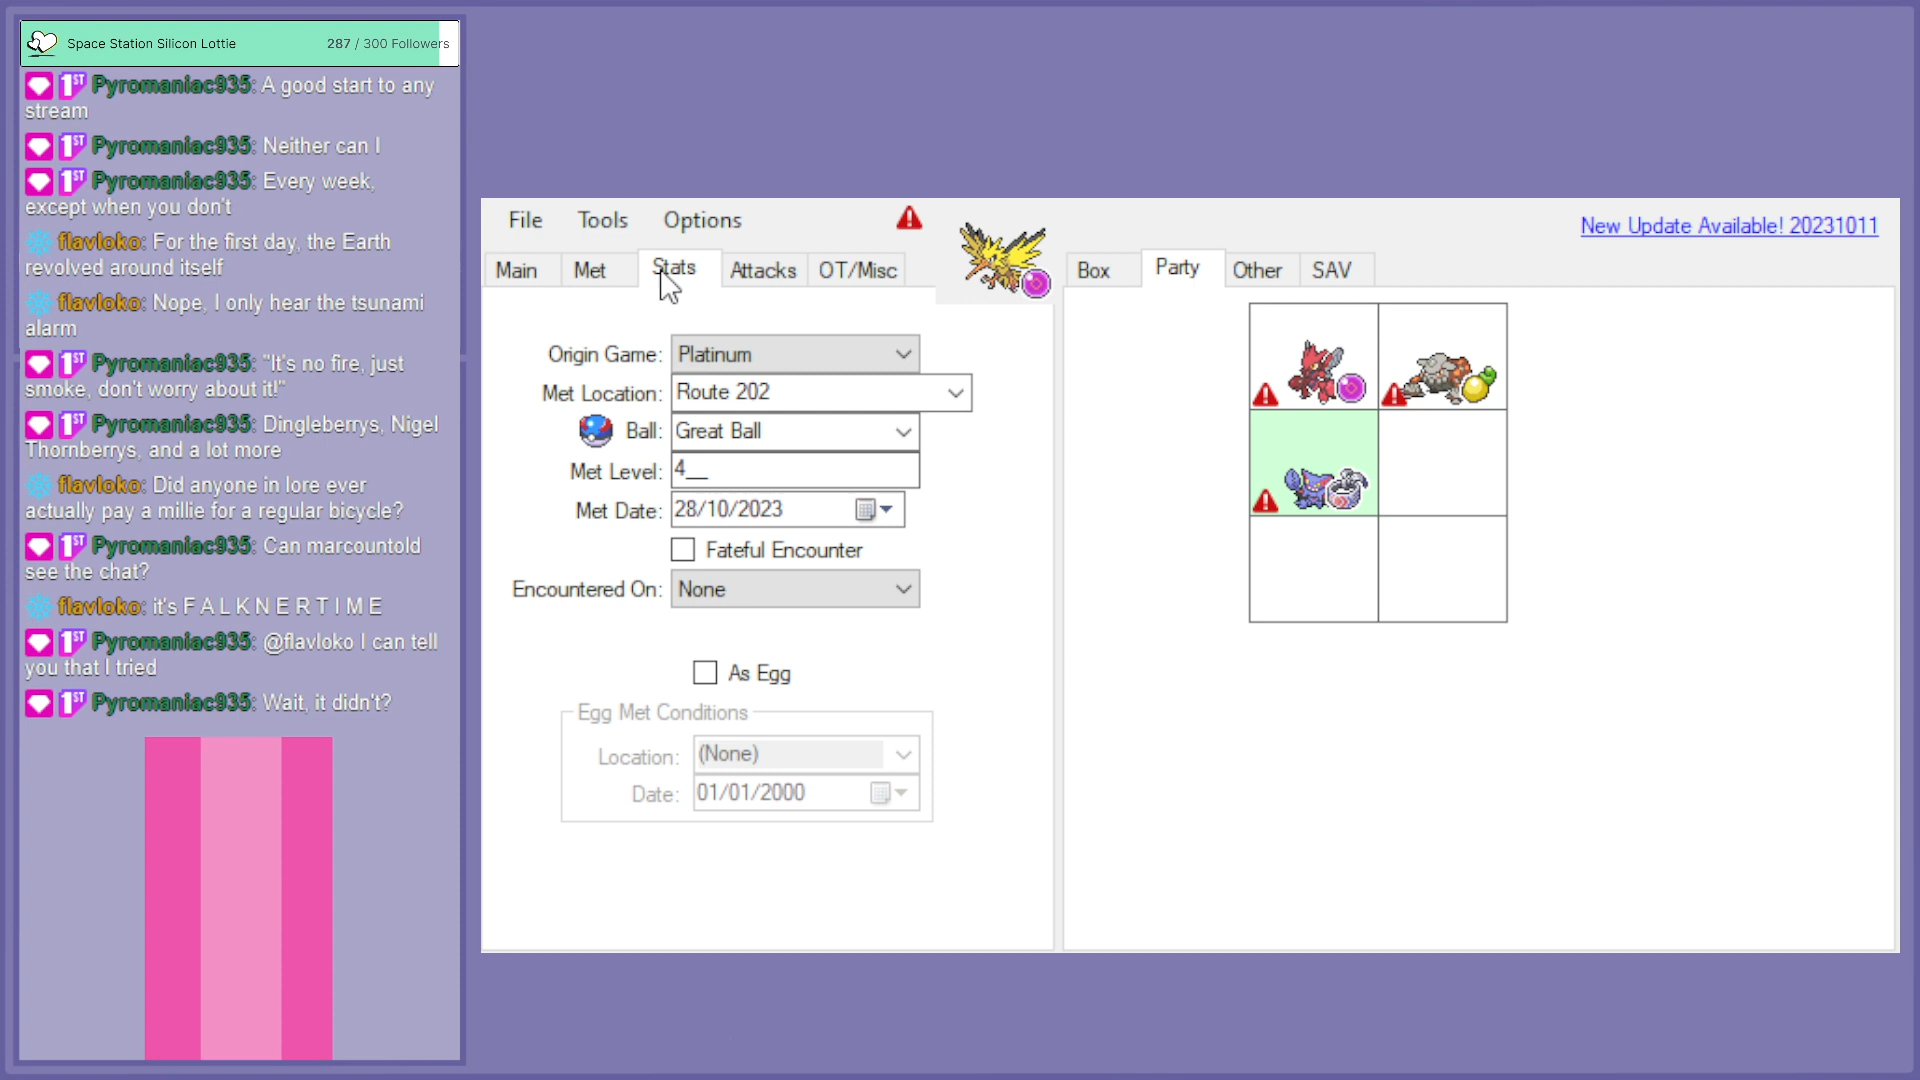 Space Station Silicon Lottie 287 / 300 Followers
1ST Pyromaniac935: A good start to any
stream
1ST Pyromaniac935: Neither can I
1ST Pyromaniac935: Every week,
except when you don't
flavloko: For the first day, the Earth
revolved around itself
flavloko: Nope, I only hear the tsunami
alarm
1ST Pyromaniac935: "It's no fire, just
smoke, don't worry about it!"
1ST Pyromaniac935: Dingleberrys, Nigel
Thornberrys, and a lot more
flavloko: Did anyone in lore ever
actually pay a millie for a regular bicycle?
1ST Pyromaniac935: Can marcountold
see the chat?
flavloko: it's F A L K N E R T I M E
1ST Pyromaniac935: @flavloko I can tell
you that I tried
1ST Pyromaniac935: Wait, it didn't?
File Tools Options
New Update Available! 20231011
Main Met Stats Attacks OT/Misc
Box Party Other SAV
Origin Game: Platinum
Met Location: Route 202
Ball: Great Ball
Met Level: 4__
Met Date: 28/10/2023
Fateful Encounter
Encountered On: None
As Egg
Egg Met Conditions
Location: (None)
Date: 01/01/2000